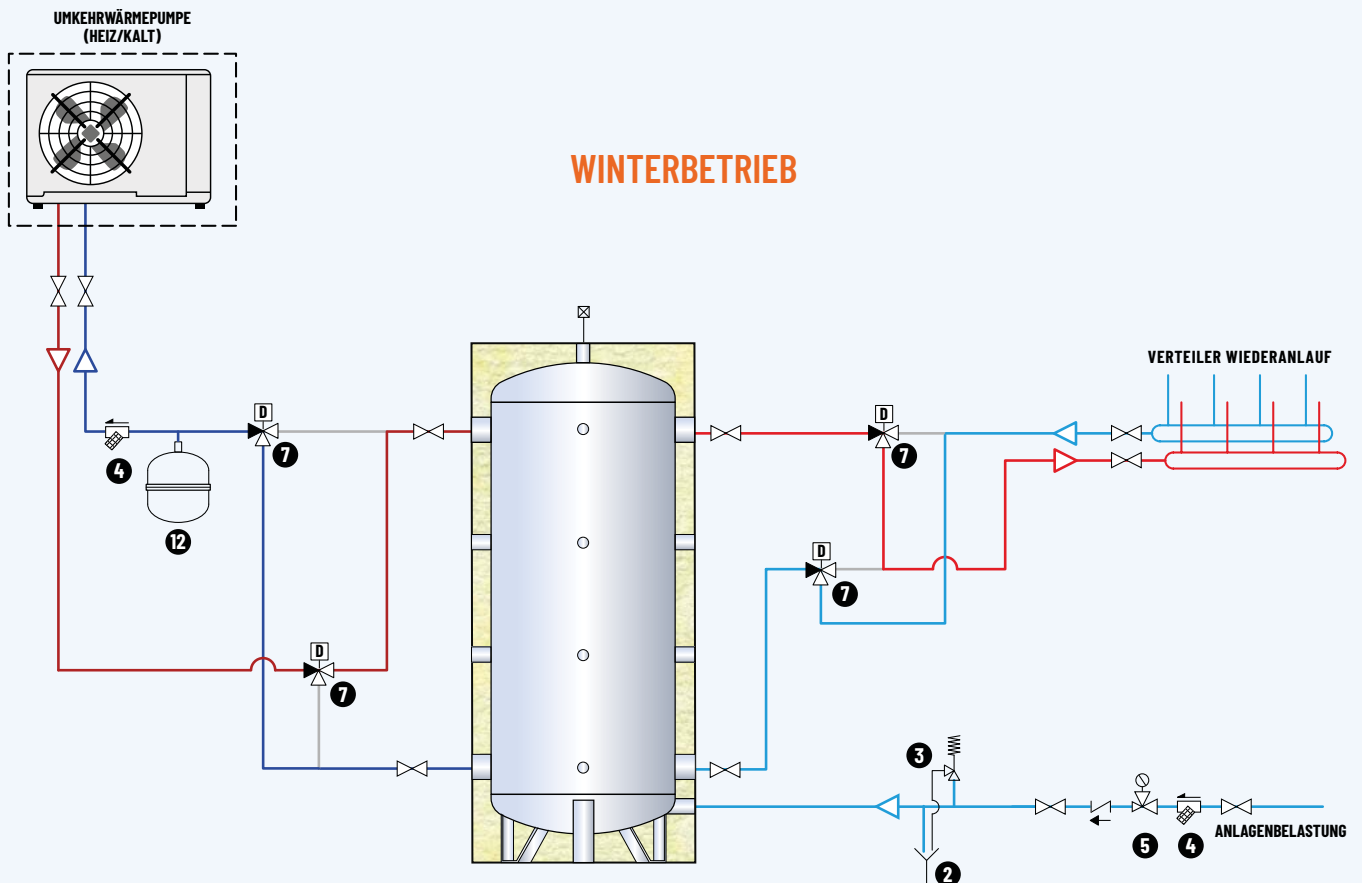 UMKEHRWÄRMEPUMPE
(HEIZ/KALT)
WINTERBETRIEB
VERTEILER WIEDERANLAUF
D
7
D
7
4
12
D
7
D
7
3
5
4
ANLAGENBELASTUNG
2